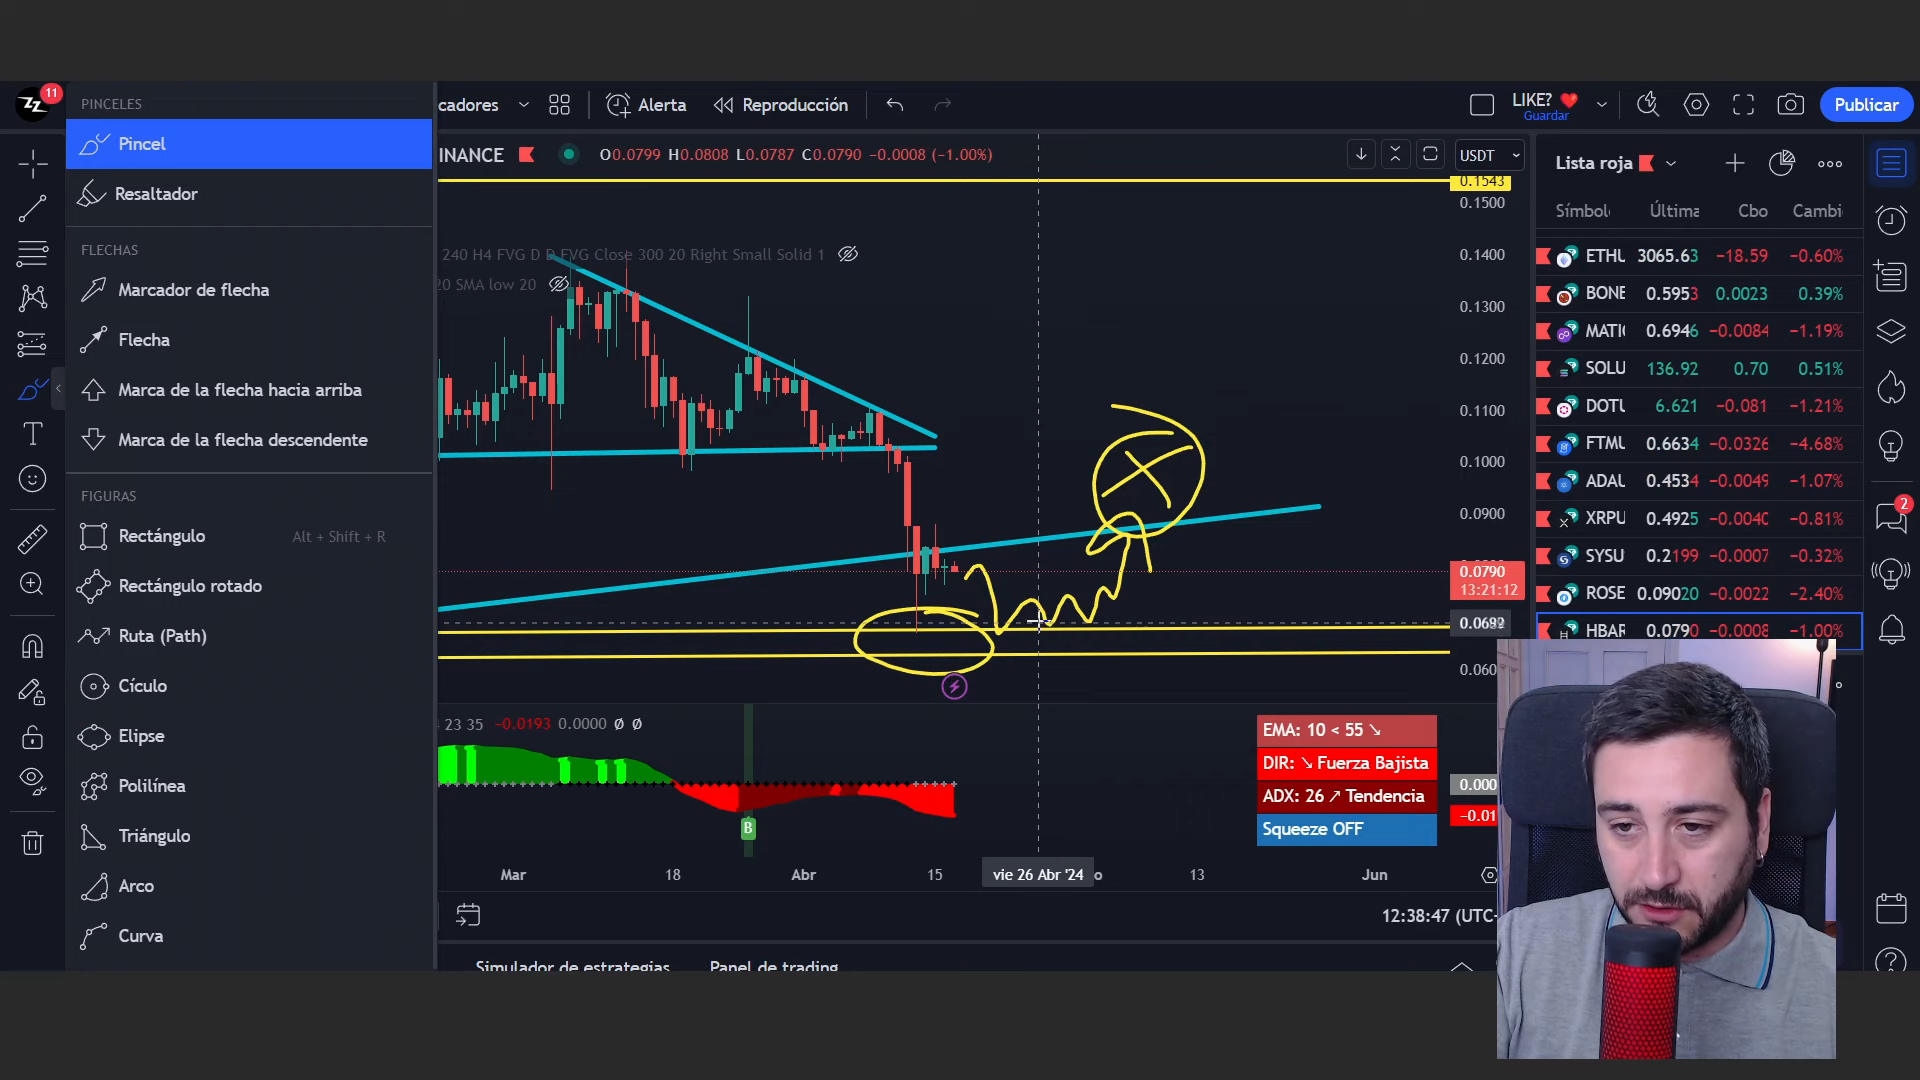 11
PINCELES
Pincel
Resaltador
FLECHAS
Marcador de flecha
Flecha
Marca de la flecha hacia arriba
Marca de la flecha descendente
FIGURAS
Rectángulo Alt + Shift + R
Rectángulo rotado
Ruta (Path)
Cículo
Elipse
Polilínea
Triángulo
Arco
Curva
cadores Alerta Reproducción
LIKE? ❤️
Guardar
Publicar
INANCE O0.0799 H0.0808 L0.0787 C0.0790 −0.0008 (−1.00%)
USDT
240 H4 FVG D D FVG Close 300 20 Right Small Solid 1
20 SMA low 20
0.1543
0.1500
0.1400
0.1300
0.1200
0.1100
0.1000
0.0900
0.0790
13:21:12
0.0699
0.060
23 35 −0.0193 0.0000 ø ø
B
EMA: 10 < 55 ↘
DIR: ↘ Fuerza Bajista
ADX: 26 ↗ Tendencia
Squeeze OFF
0.000
−0.01
Mar 18 Abr 15 vie 26 Abr '24 o 13 Jun
12:38:47 (UTC-
Simulador de estrategias Panel de trading
Lista roja
Símbol Última Cbo Cambi
ETHU 3065.63 −18.59 −0.60%
BONE 0.5953 0.0023 0.39%
MATI 0.6946 −0.0084 −1.19%
SOLU 136.92 0.70 0.51%
DOTU 6.621 −0.081 −1.21%
FTMU 0.6634 −0.0326 −4.68%
ADAU 0.4534 −0.0049 −1.07%
XRPU 0.4925 −0.0040 −0.81%
SYSU 0.2199 −0.0007 −0.32%
ROSE 0.09020 −0.0022 −2.40%
HBAR 0.0790 −0.0008 −1.00%
2